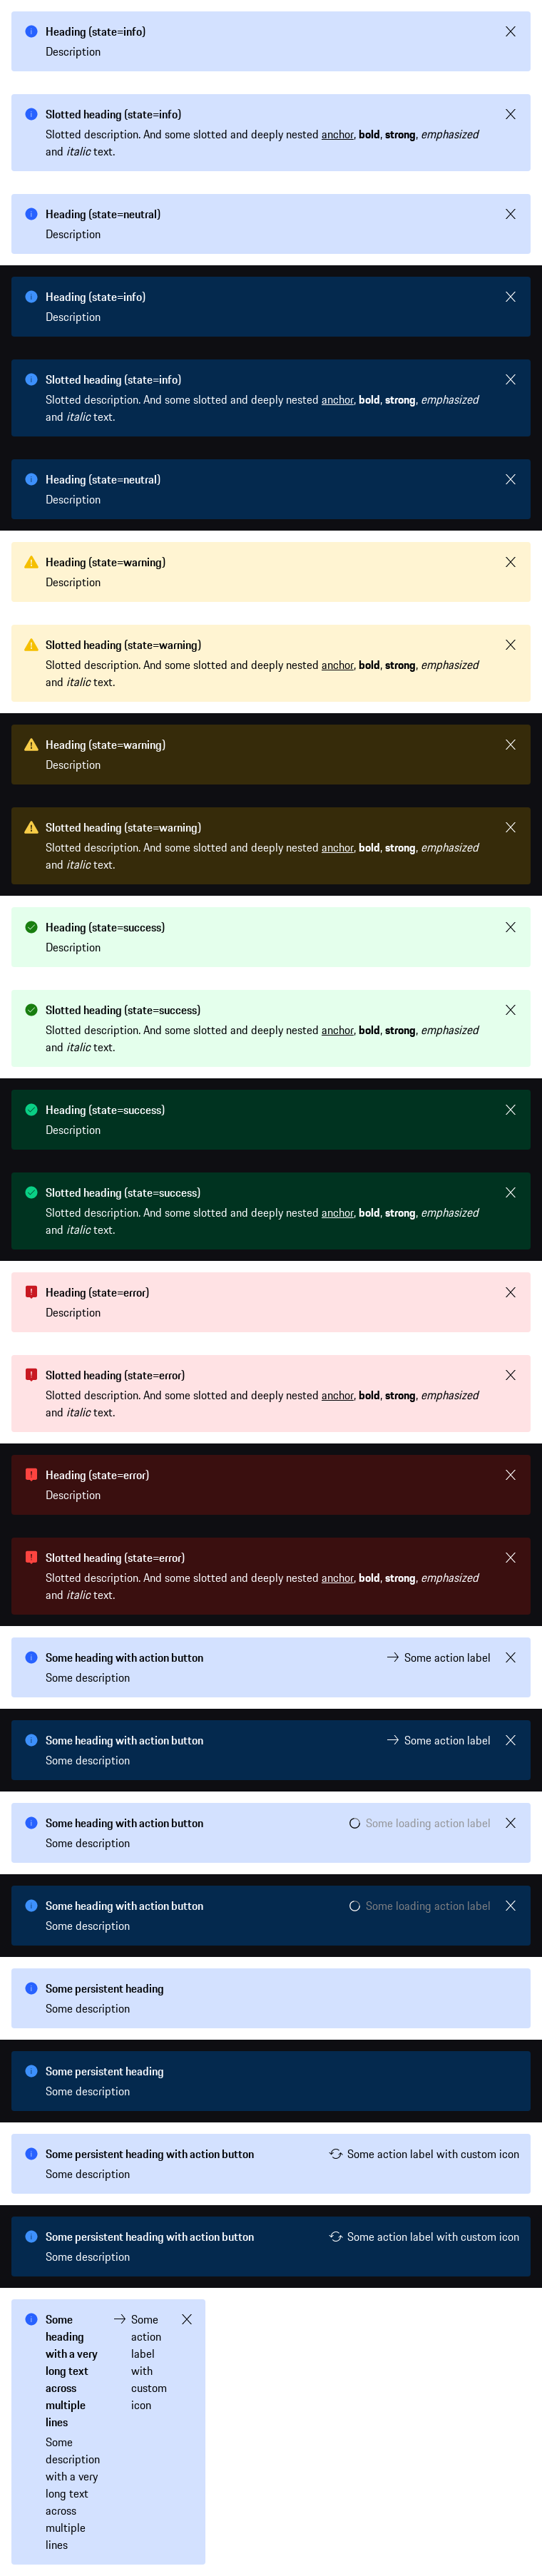 Heading (state=info)
Description
Slotted heading (state=info)
Slotted description. And some slotted and deeply nested anchor, bold, strong, emphasized
and italic text.
Heading (state=neutral)
Description
Heading (state=info)
Description
Slotted heading (state=info)
Slotted description. And some slotted and deeply nested anchor, bold, strong, emphasized
and italic text.
Heading (state=neutral)
Description
Heading (state=warning)
Description
Slotted heading (state=warning)
Slotted description. And some slotted and deeply nested anchor, bold, strong, emphasized
and italic text.
Heading (state=warning)
Description
Slotted heading (state=warning)
Slotted description. And some slotted and deeply nested anchor, bold, strong, emphasized
and italic text.
Heading (state=success)
Description
Slotted heading (state=success)
Slotted description. And some slotted and deeply nested anchor, bold, strong, emphasized
and italic text.
Heading (state=success)
Description
Slotted heading (state=success)
Slotted description. And some slotted and deeply nested anchor, bold, strong, emphasized
and italic text.
Heading (state=error)
Description
Slotted heading (state=error)
Slotted description. And some slotted and deeply nested anchor, bold, strong, emphasized
and italic text.
Heading (state=error)
Description
Slotted heading (state=error)
Slotted description. And some slotted and deeply nested anchor, bold, strong, emphasized
and italic text.
Some heading with action button
Some action label
Some description
Some heading with action button
Some action label
Some description
Some heading with action button
Some loading action label
Some description
Some heading with action button
Some loading action label
Some description
Some persistent heading
Some description
Some persistent heading
Some description
Some persistent heading with action button
Some action label with custom icon
Some description
Some persistent heading with action button
Some action label with custom icon
Some description
Some
heading
with a very
long text
across
multiple
lines
Some
description
with a very
long text
across
multiple
lines
Some
action
label
with
custom
icon